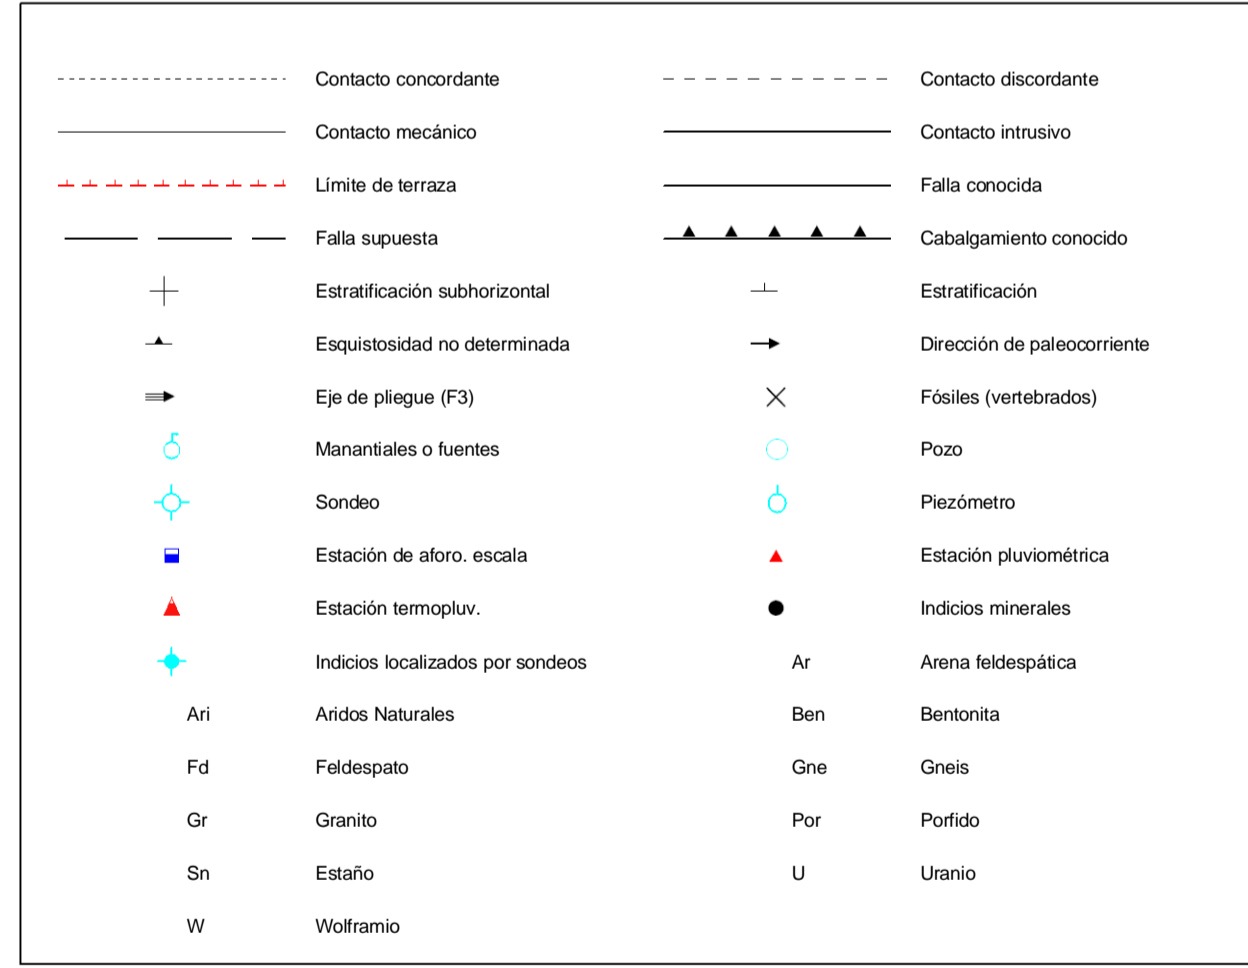 Contacto concordante Contacto discordante
Contacto mecánico Contacto intrusivo
Límite de terraza Falla conocida
Falla supuesta Cabalgamiento conocido
Estratificación subhorizontal Estratificación
Esquistosidad no determinada Dirección de paleocorriente
Eje de pliegue (F3) Fósiles (vertebrados)
Manantiales o fuentes Pozo
Sondeo Piezómetro
Estación de aforo. escala Estación pluviométrica
Estación termopluv. Indicios minerales
Indicios localizados por sondeos Ar Arena feldespática
Ari Aridos Naturales Ben Bentonita
Fd Feldespato Gne Gneis
Gr Granito Por Porfido
Sn Estaño U Uranio
W Wolframio